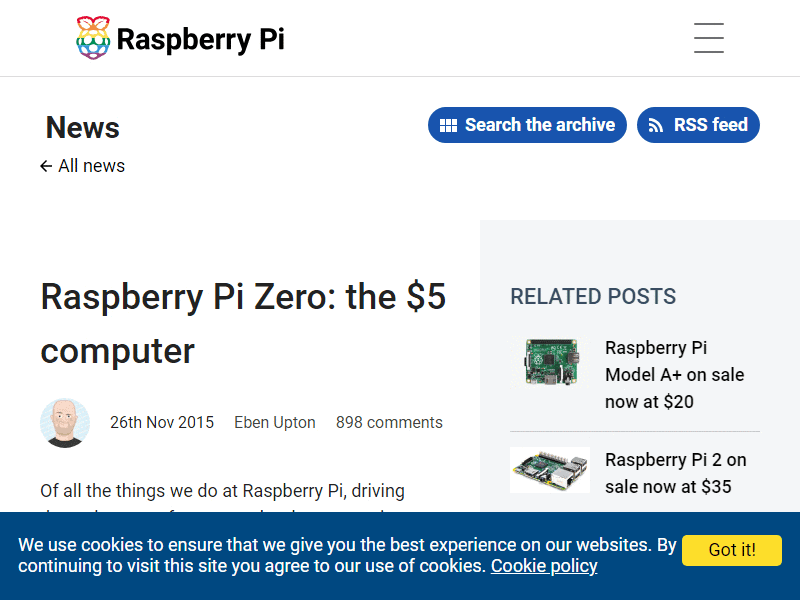 Raspberry Pi
News
Search the archive
RSS feed
← All news
Raspberry Pi Zero: the $5
computer
26th Nov 2015
Eben Upton
898 comments
Of all the things we do at Raspberry Pi, driving
RELATED POSTS
Raspberry Pi
Model A+ on sale
now at $20
Raspberry Pi 2 on
sale now at $35
We use cookies to ensure that we give you the best experience on our websites. By
continuing to visit this site you agree to our use of cookies. Cookie policy
Got it!